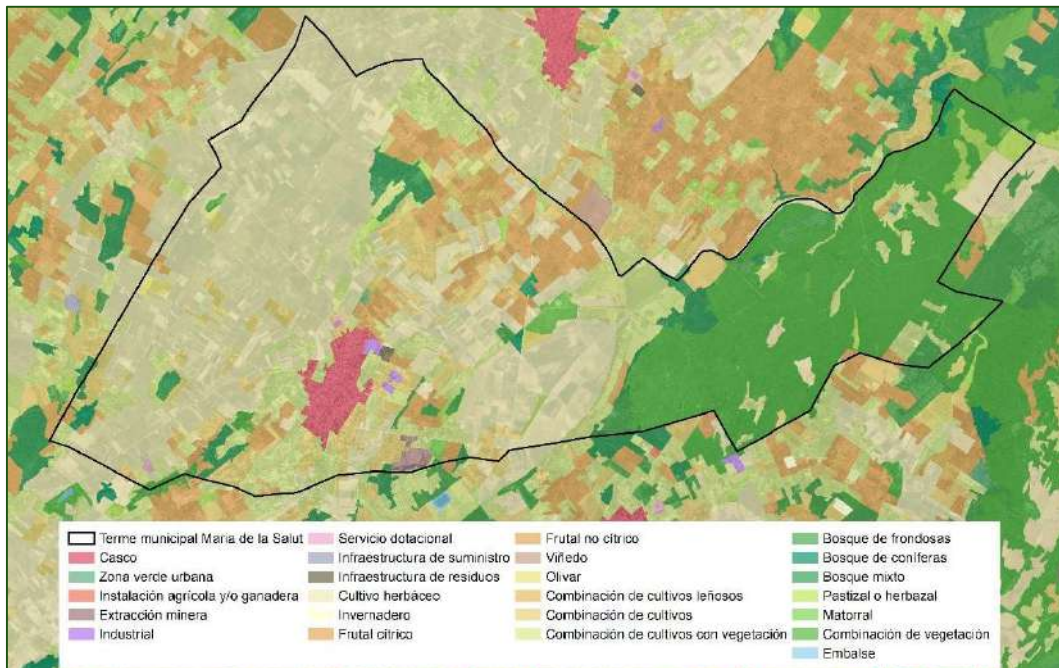 Terme municipal Maria de la Salut
Casco
Zona verde urbana
Instalación agrícola y/o ganadera
Extracción minera
Industrial
Servicio dotacional
Infraestructura de suministro
Infraestructura de residuos
Cultivo herbáceo
Invernadero
Frutal cítrico
Frutal no cítrico
Viñedo
Olivar
Combinación de cultivos leñosos
Combinación de cultivos
Combinación de cultivos con vegetación
Bosque de frondosas
Bosque de coníferas
Bosque mixto
Pastizal o herbazal
Matorral
Combinación de vegetación
Embalse